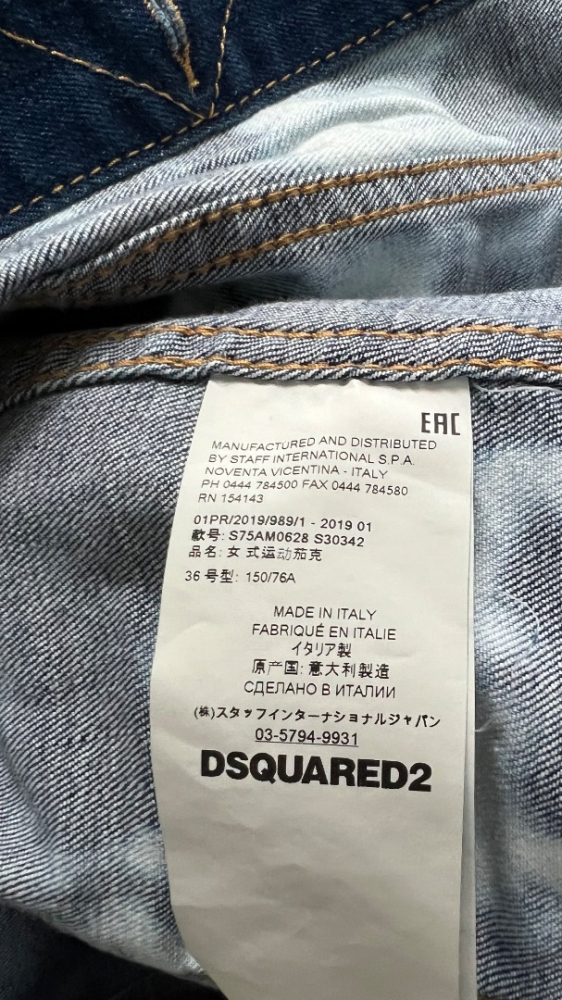 EAC
MANUFACTURED AND DISTRIBUTED
BY STAFF INTERNATIONAL S.P.A.
NOVENTA VICENTINA - ITALY
PH 0444 784500 FAX 0444 784580
RN 154143
01PR/2019/989/1 - 2019 01
款号: S75AM0628 S30342
品名: 女 式运动茄克
36 号型: 150/76A
MADE IN ITALY
FABRIQUÉ EN ITALIE
イタリア製
原产国: 意大利製造
СДЕЛАНО В ИТАЛИИ
(株)スタッフインターナショナルジャパン
03-5794-9931
DSQUARED2